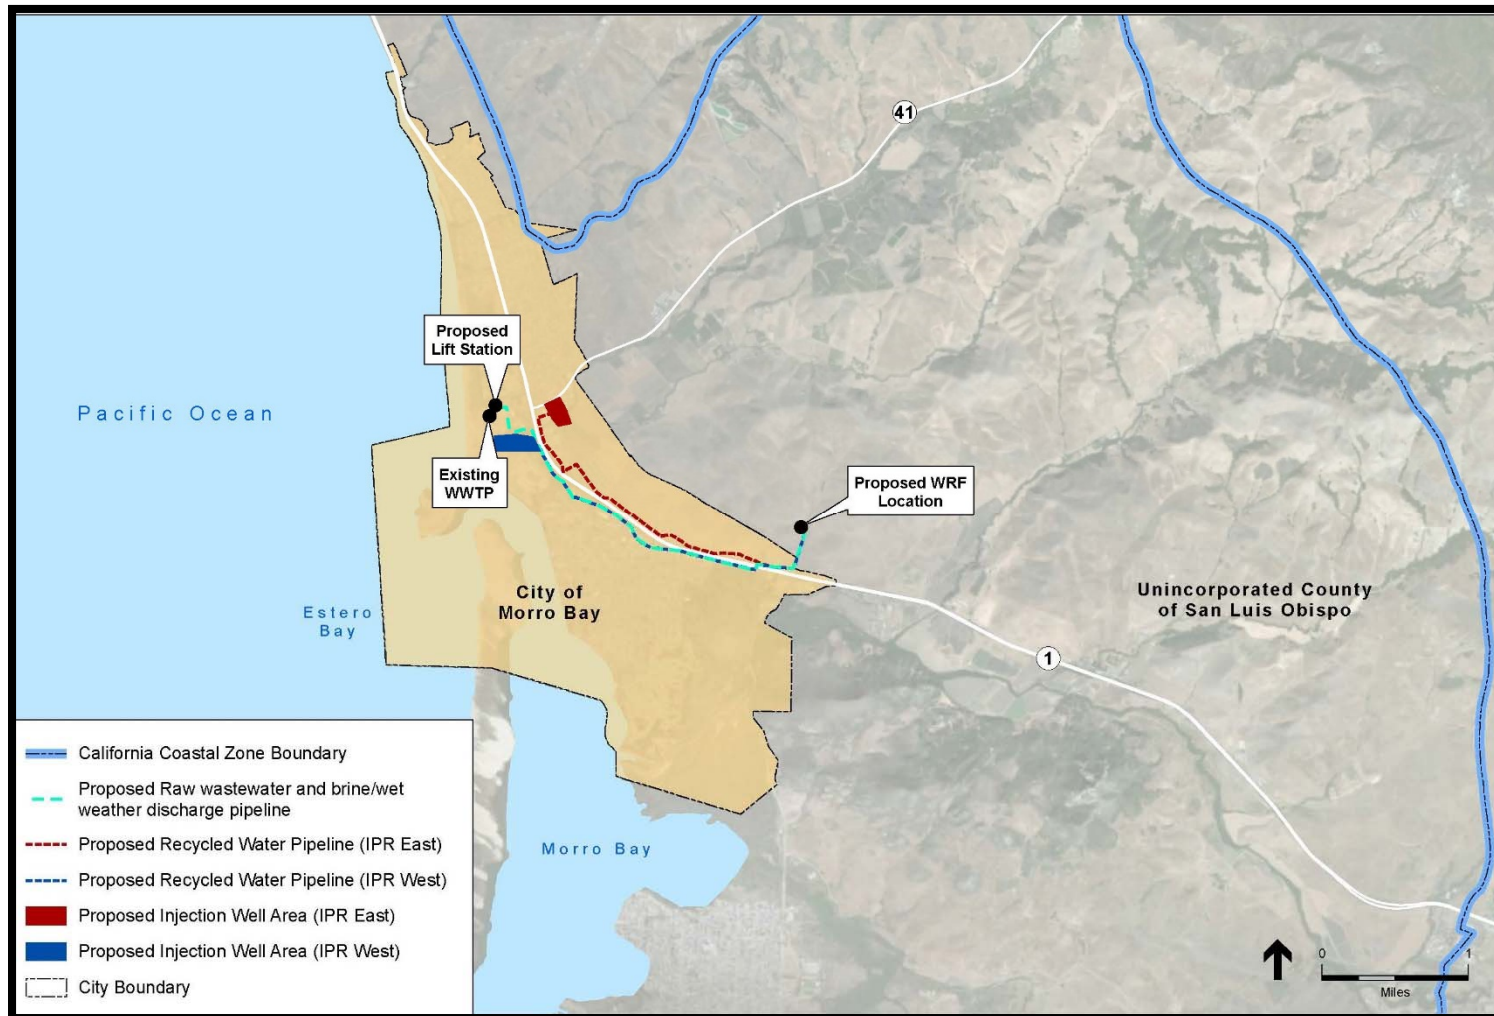 41
Proposed
Lift Station
Pacific Ocean
Existing
WWTP
Proposed WRF
Location
City of
Morro Bay
Estero
Bay
Unincorporated County
of San Luis Obispo
1
Morro Bay
California Coastal Zone Boundary
Proposed Raw wastewater and brine/wet
weather discharge pipeline
Proposed Recycled Water Pipeline (IPR East)
Proposed Recycled Water Pipeline (IPR West)
Proposed Injection Well Area (IPR East)
Proposed Injection Well Area (IPR West)
City Boundary
0 1
Miles